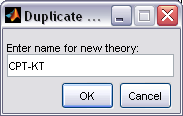 Duplicate ...
Enter name for new theory:
CPT-KT
OK Cancel